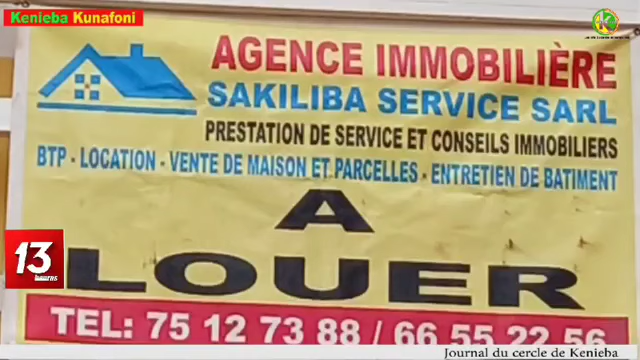 Kenieba Kunafoni
AGENCE IMMOBILIÈRE
SAKILIBA SERVICE SARL
PRESTATION DE SERVICE ET CONSEILS IMMOBILIERS
BTP - LOCATION - VENTE DE MAISON ET PARCELLES - ENTRETIEN DE BATIMENT
A
LOUER
13
heures
TEL: 75 12 73 88 / 66 55 22 56
Journal du cercle de Kenieba